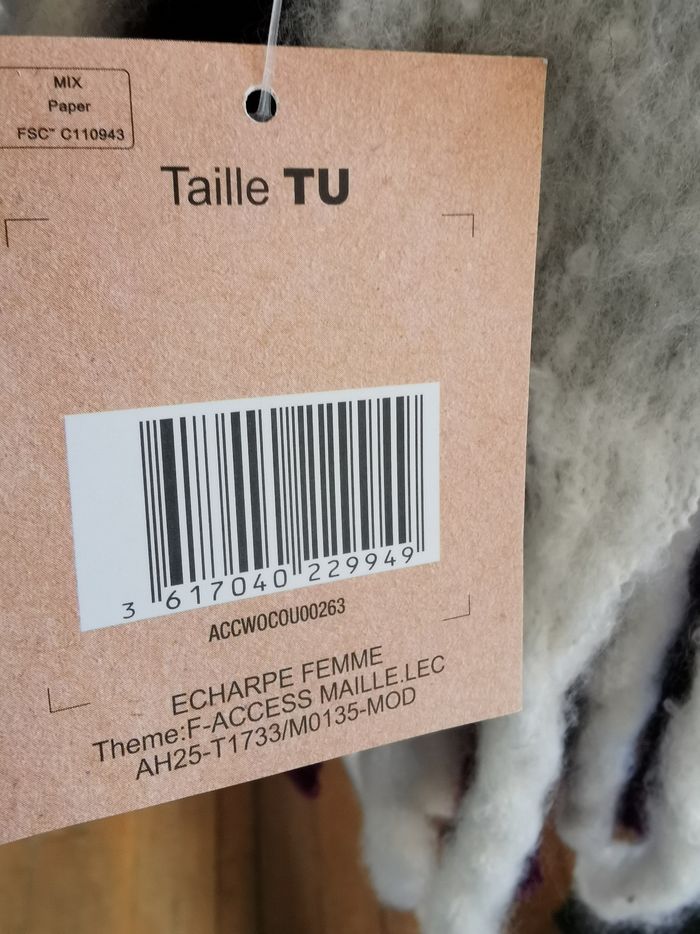 MIX
Paper
FSC™ C110943
Taille TU
3 617040 229949
ACCWOCOU00263
ECHARPE FEMME
Theme:F-ACCESS MAILLE.LEC
AH25-T1733/M0135-MOD